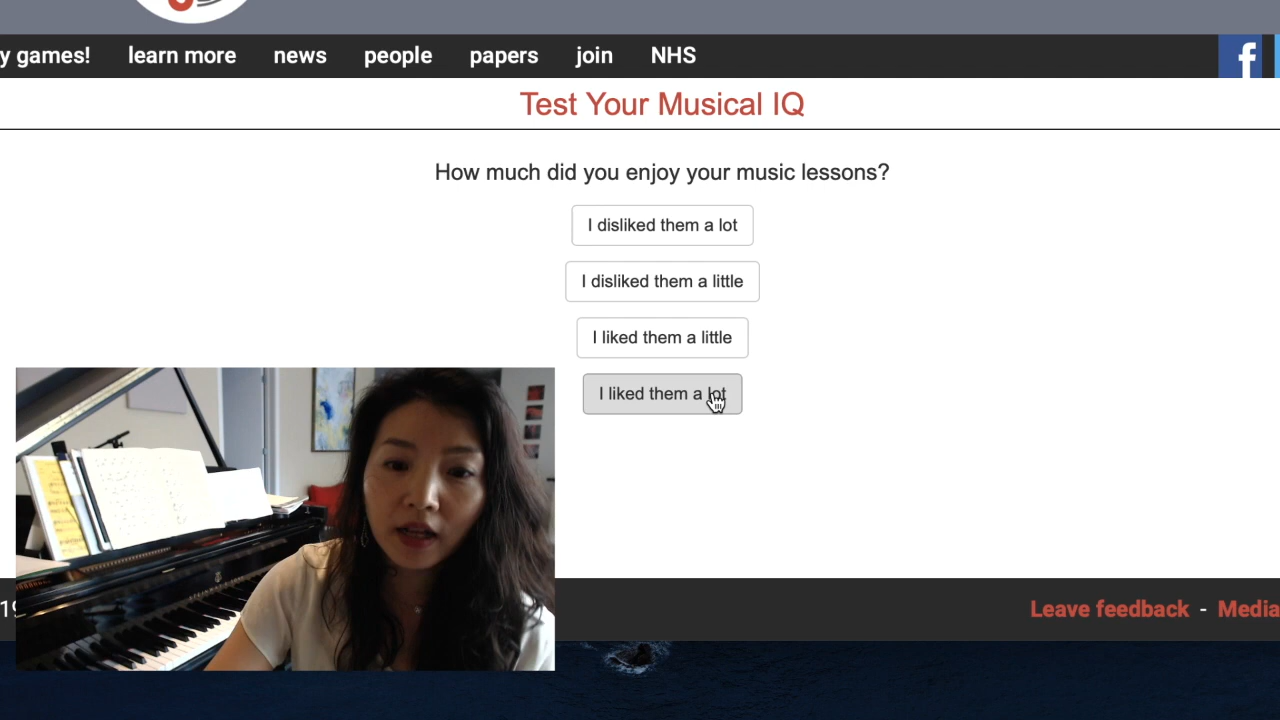 y games! learn more news people papers join NHS
Test Your Musical IQ
How much did you enjoy your music lessons?
I disliked them a lot
I disliked them a little
I liked them a little
I liked them a lot
19
Leave feedback - Media